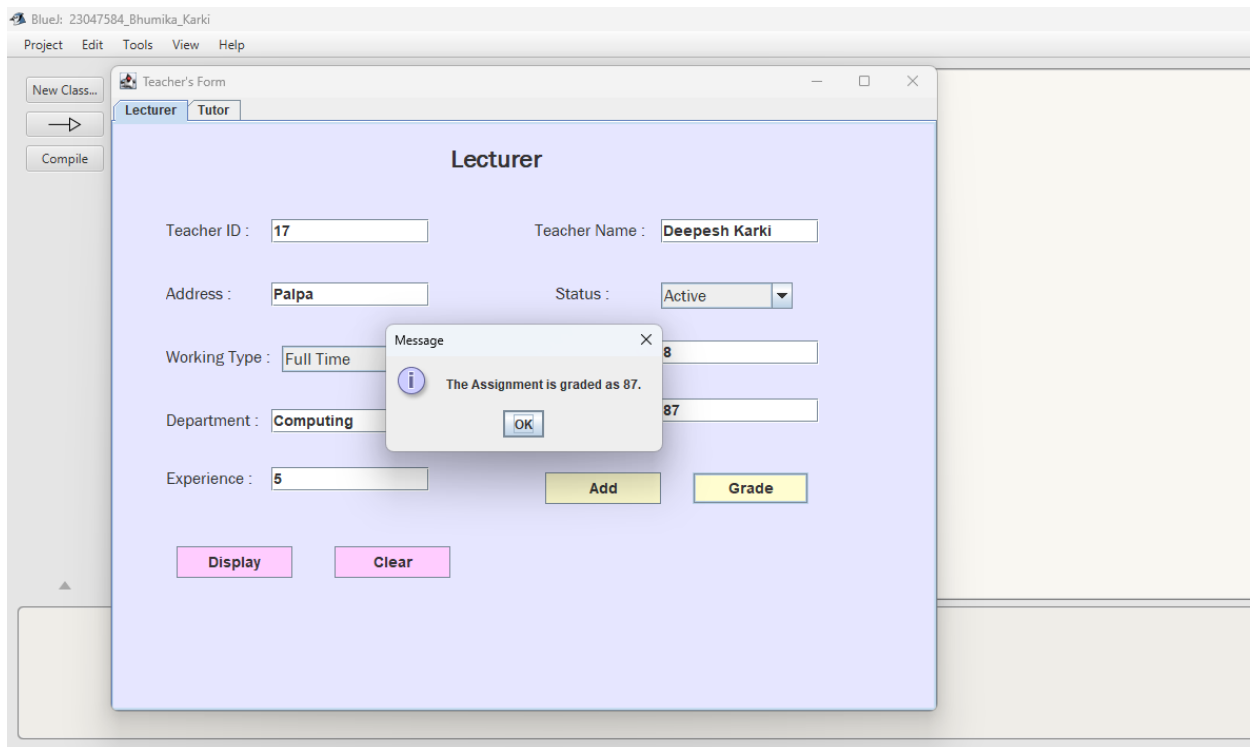 BlueJ: 23047584_Bhumika_Karki
Project Edit Tools View Help
New Class...
Compile
Teacher's Form
Lecturer Tutor
Lecturer
Teacher ID : 17 Teacher Name : Deepesh Karki
Address : Palpa Status : Active
Working Type : Full Time 8
Message
The Assignment is graded as 87.
OK
Department : Computing 87
Experience : 5
Add Grade
Display Clear